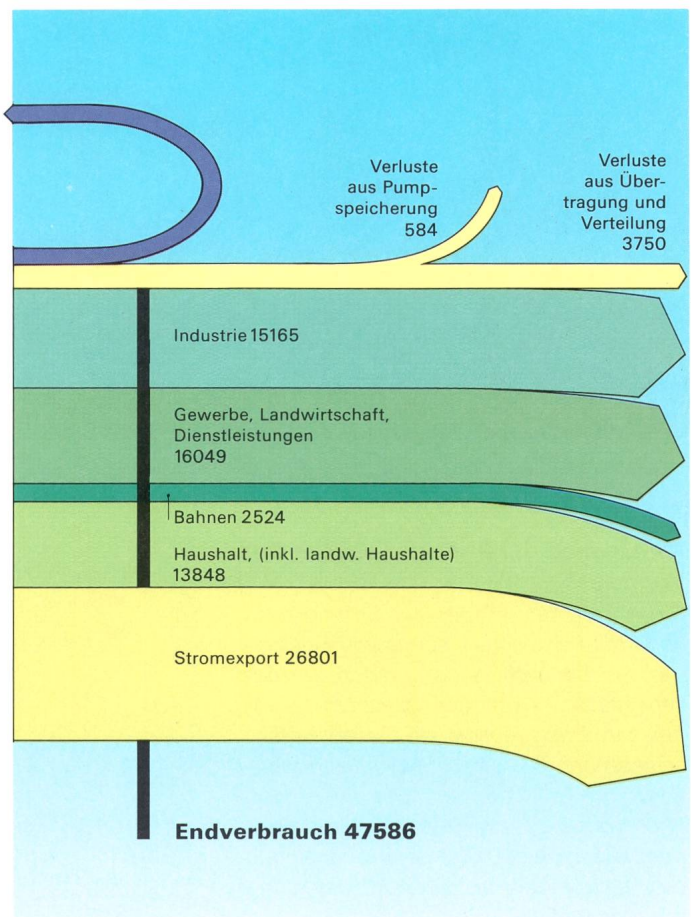 Verluste
aus Pump-
speicherung
584
Verluste
aus Über-
tragung und
Verteilung
3750
Industrie 15165
Gewerbe, Landwirtschaft,
Dienstleistungen
16049
Bahnen 2524
Haushalt, (inkl. landw. Haushalte)
13848
Stromexport 26801
Endverbrauch 47586